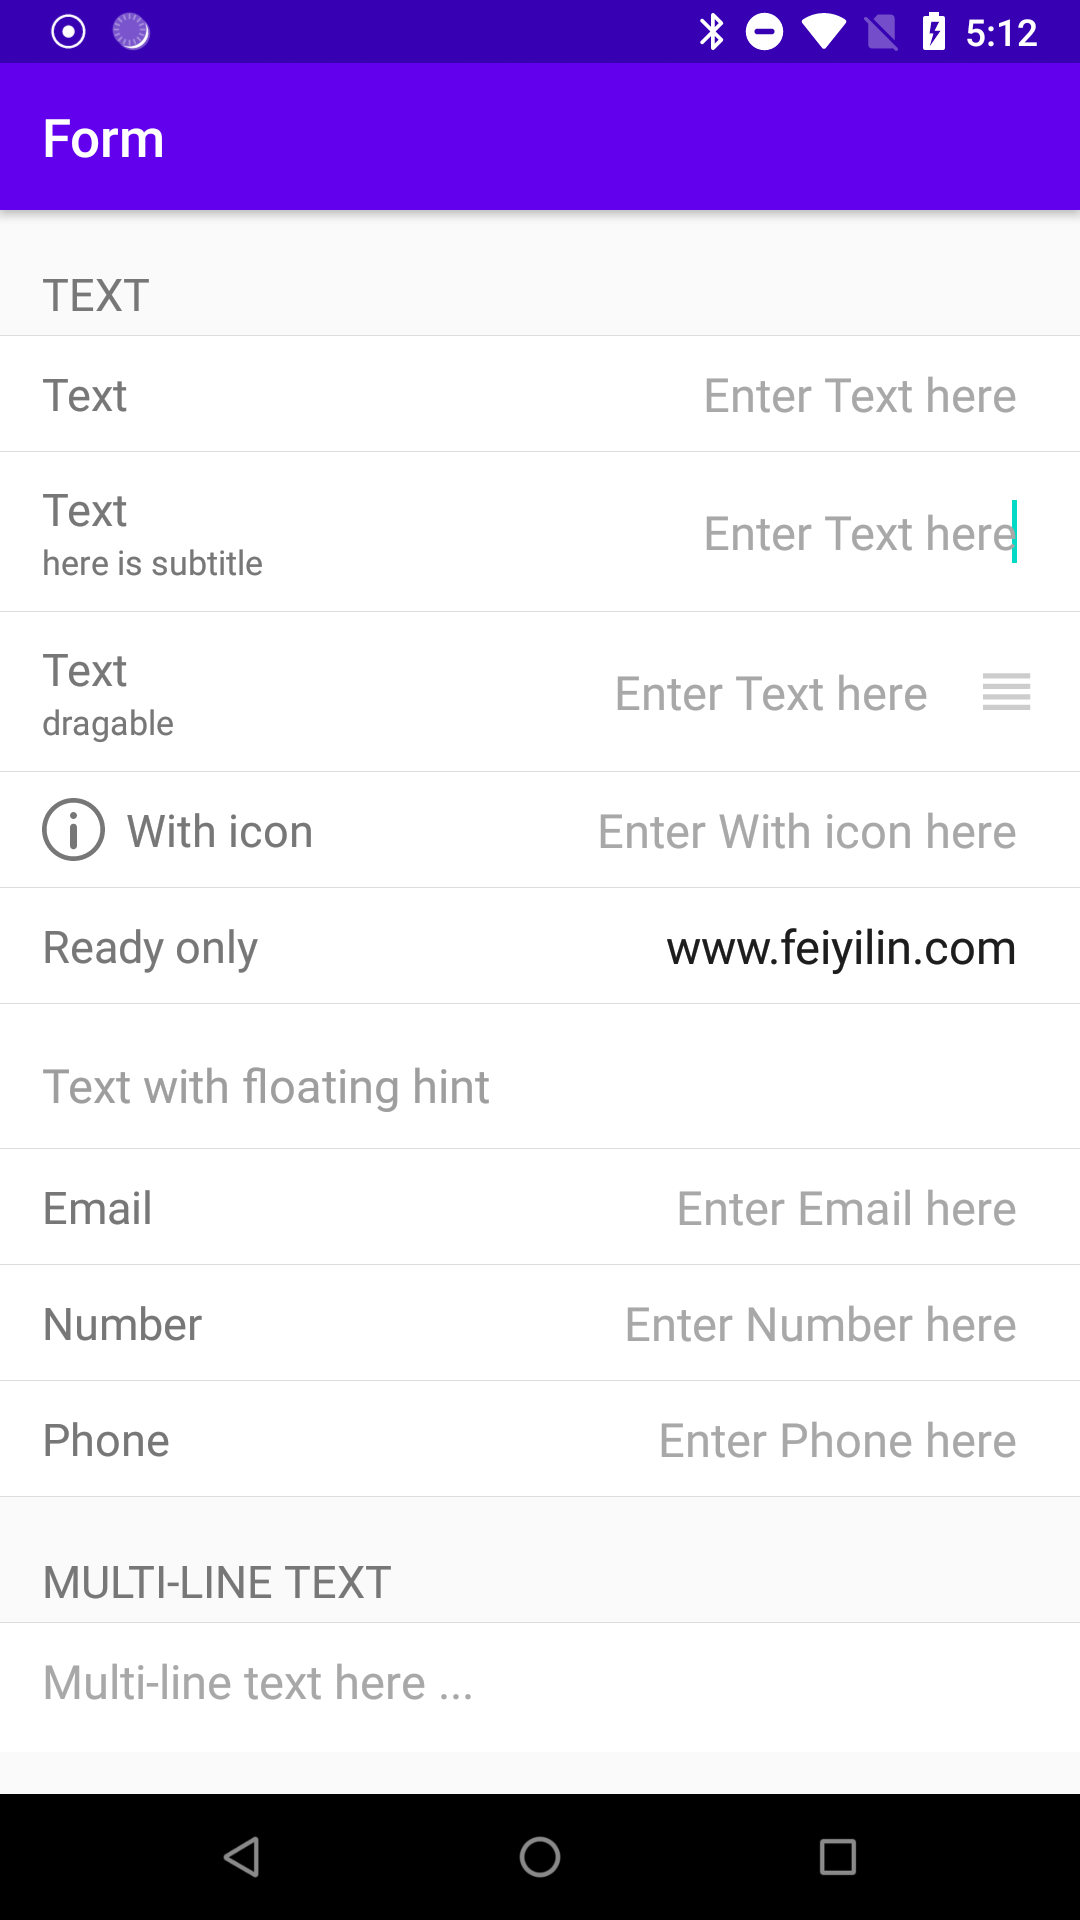 5:12
Form
TEXT
Text Enter Text here
Text
here is subtitle
Enter Text here
Text
dragable
Enter Text here
With icon Enter With icon here
Ready only www.feiyilin.com
Text with floating hint
Email Enter Email here
Number Enter Number here
Phone Enter Phone here
MULTI-LINE TEXT
Multi-line text here ...